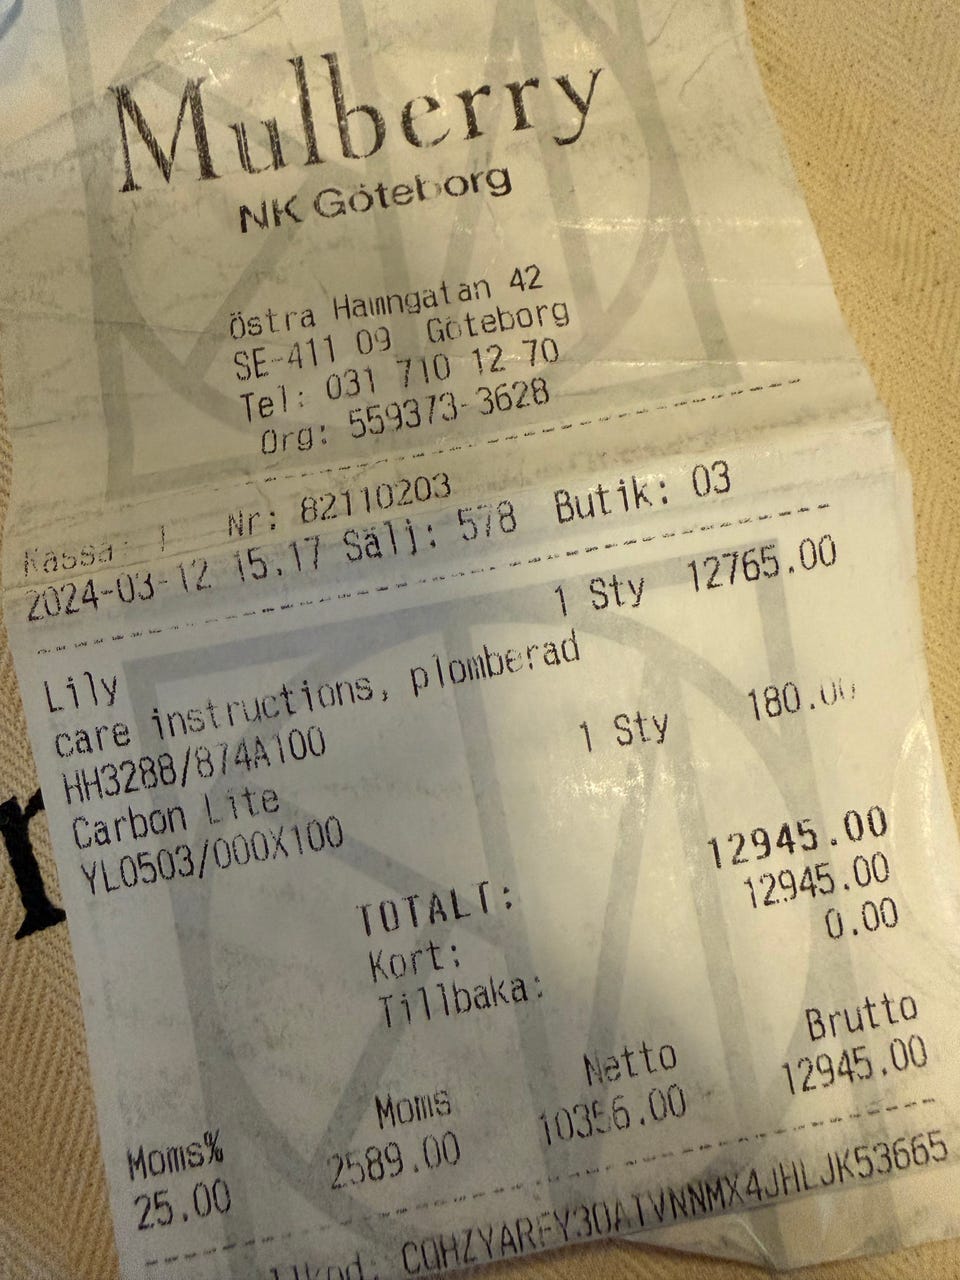 Mulberry
NK Göteborg
Östra Hamngatan 42
SE-411 09 Göteborg
Tel: 031 710 12 70
Org: 559373-3628
Kassa: 1 Nr: 82110203
2024-03-12 15.17 Sälj: 578 Butik: 03
Lily 1 Sty 12765.00
care instructions, plomberad
HH3288/874A100
Carbon Lite 1 Sty 180.00
YL0503/000X100
TOTALT: 12945.00
Kort: 12945.00
Tillbaka: 0.00
Moms% Moms Netto Brutto
25.00 2589.00 10356.00 12945.00